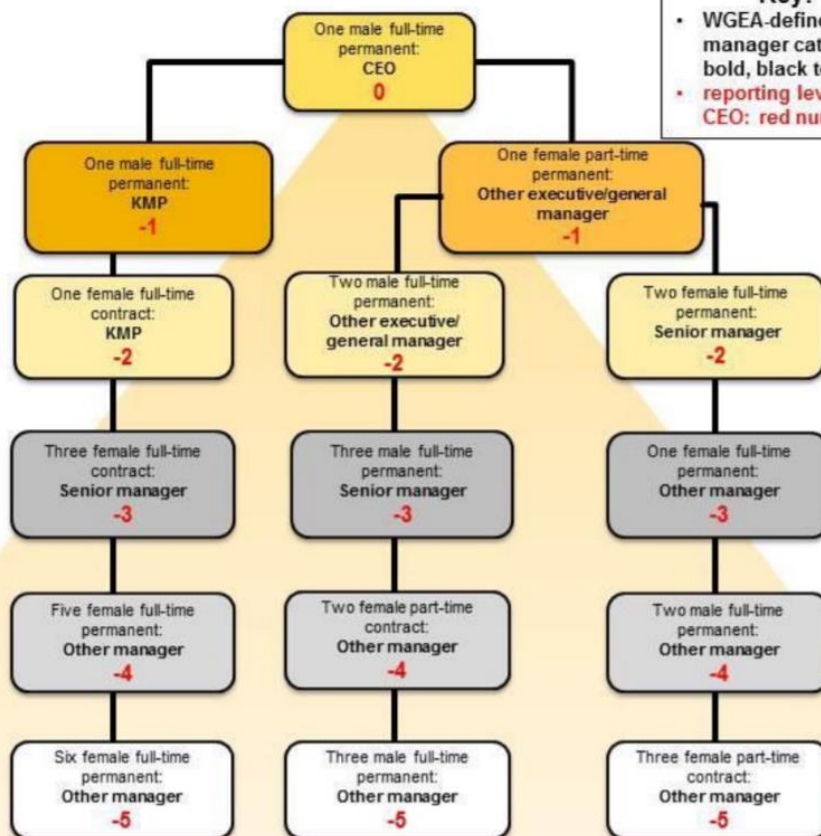 Key:
• WGEA-define
manager cat
bold, black t
• reporting lev
CEO: red nu
One male full-time
permanent:
CEO
0
One male full-time
permanent:
KMP
-1
One female part-time
permanent:
Other executive/general
manager
-1
One female full-time
contract:
KMP
-2
Two male full-time
permanent:
Other executive/
general manager
-2
Two female full-time
permanent:
Senior manager
-2
Three female full-time
contract:
Senior manager
-3
Three male full-time
permanent:
Senior manager
-3
One female full-time
permanent:
Other manager
-3
Five female full-time
permanent:
Other manager
-4
Two female part-time
contract:
Other manager
-4
Two male full-time
permanent:
Other manager
-4
Six female full-time
permanent:
Other manager
-5
Three male full-time
permanent:
Other manager
-5
Three female part-time
contract:
Other manager
-5